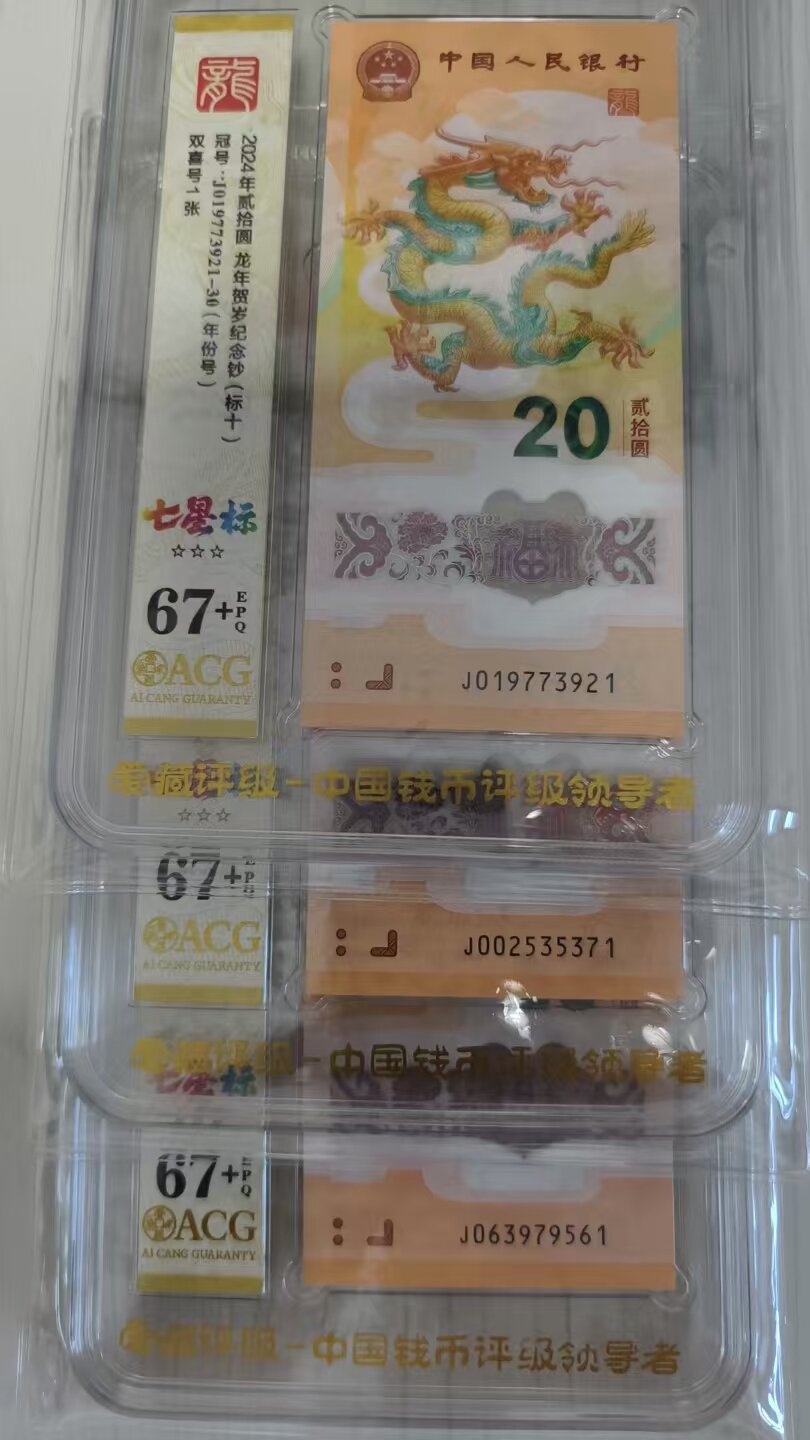 龍
2024年贰拾圆 龙年贺岁纪念钞(标十)
冠号:J019773921-30(年份号)
双喜号1张
七星标
☆☆☆
67+EPQ
ACG
AI CANG GUARANTY
中国人民银行
龍
20
贰拾圆
福
J019773921
爱藏评级-中国钱币评级领导者
☆☆☆
67+EPQ
ACG
AI CANG GUARANTY
J002535371
爱藏评级-中国钱币评级领导者
七星标
67+EPQ
ACG
AI CANG GUARANTY
J063979561
爱藏评级-中国钱币评级领导者